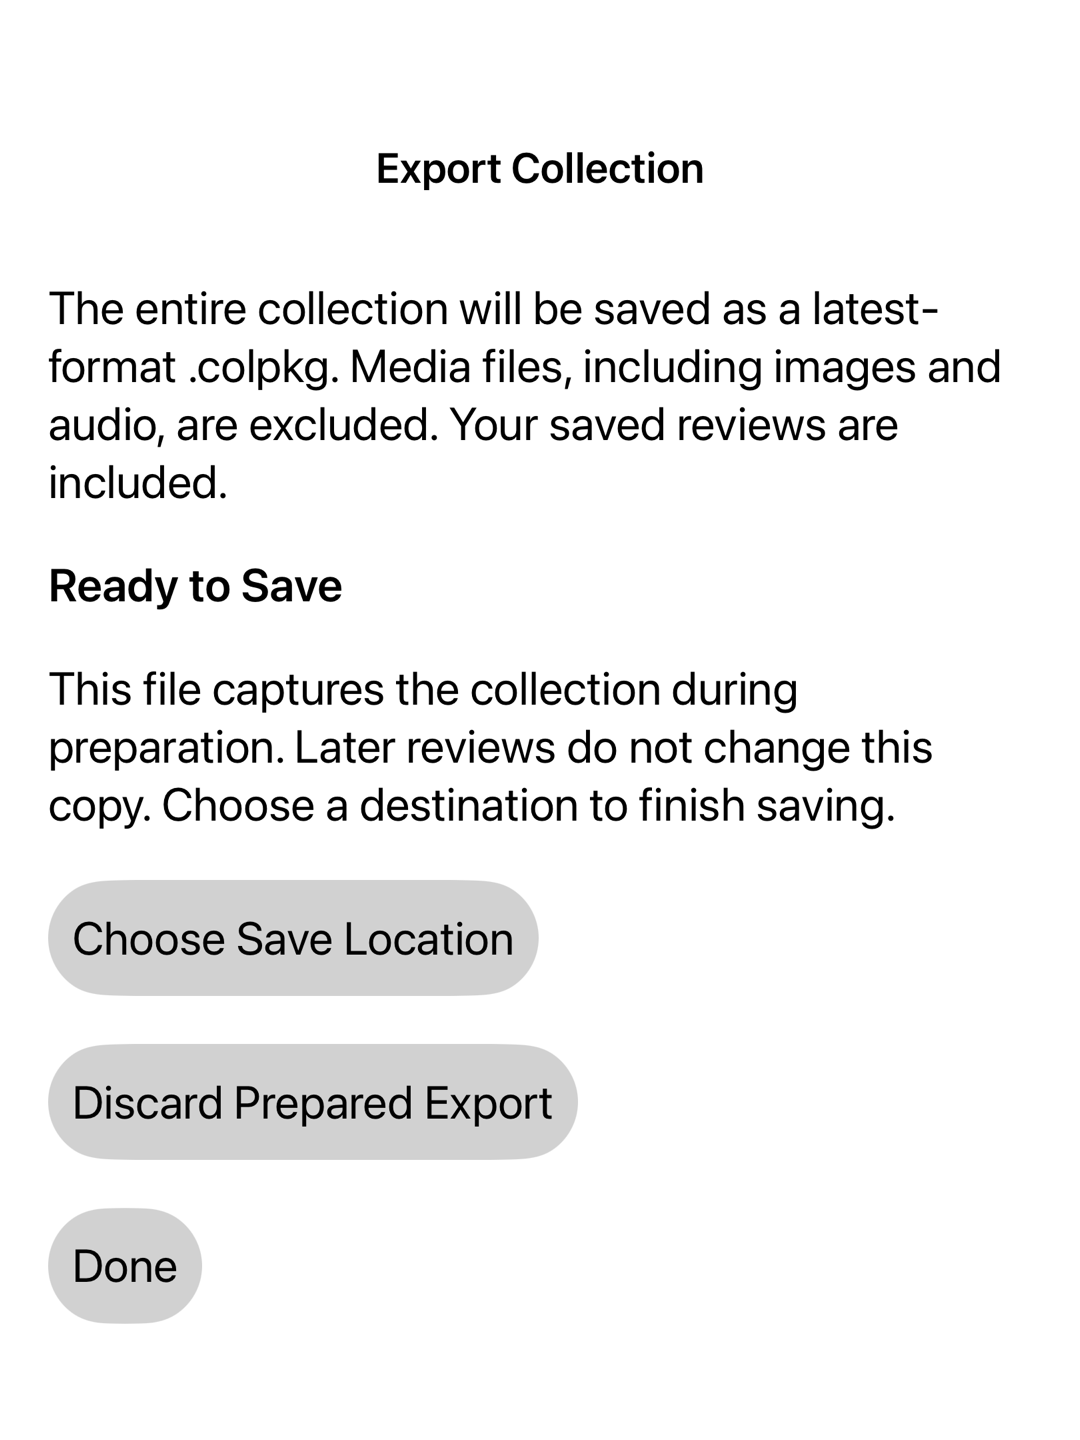 Export Collection
The entire collection will be saved as a latest-
format .colpkg. Media files, including images and
audio, are excluded. Your saved reviews are
included.
Ready to Save
This file captures the collection during
preparation. Later reviews do not change this
copy. Choose a destination to finish saving.
Choose Save Location
Discard Prepared Export
Done